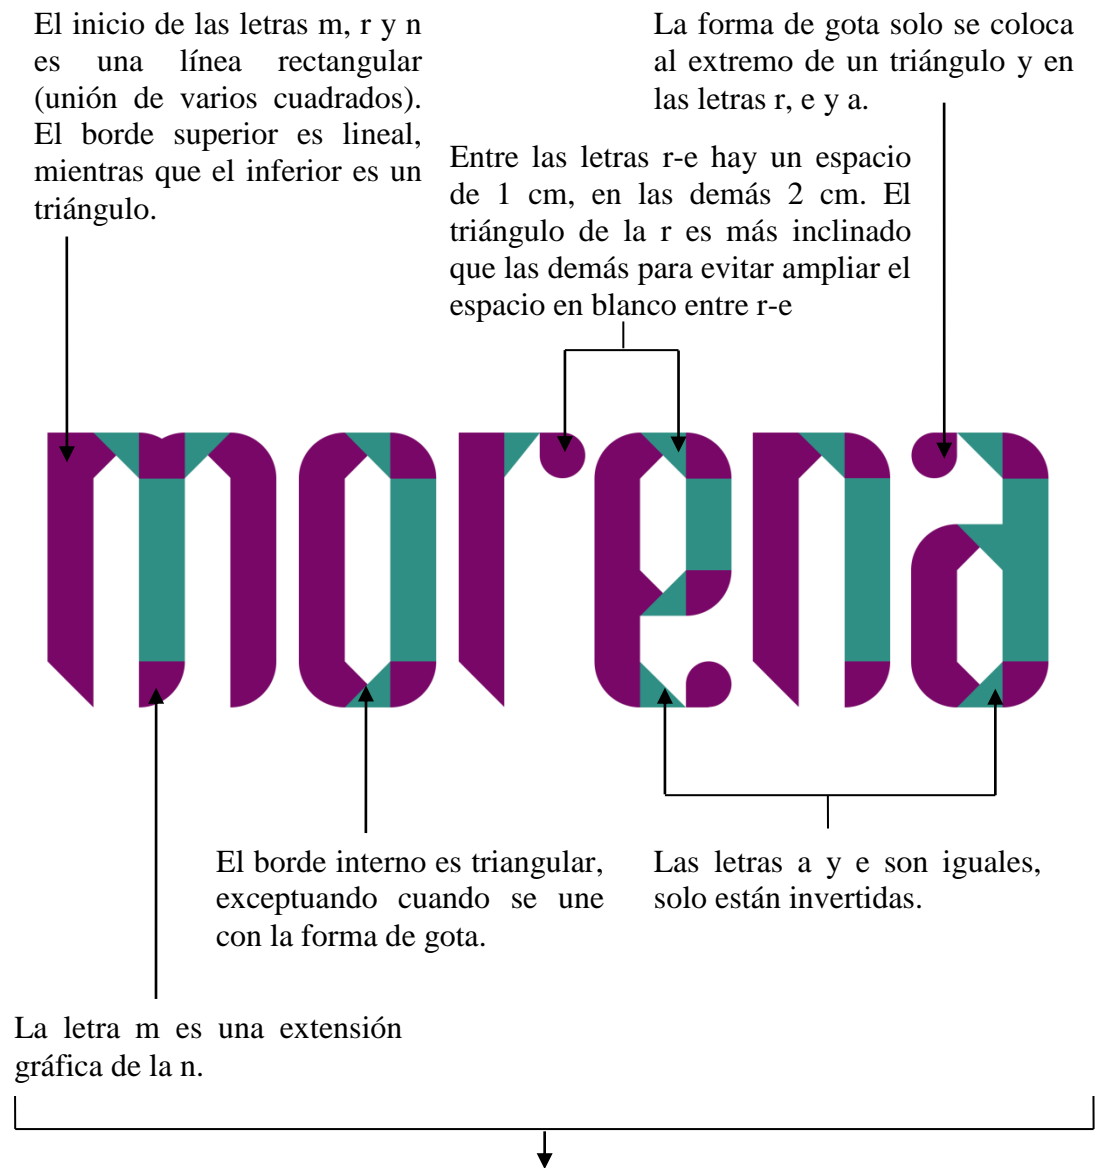 El inicio de las letras m, r y n
es una línea rectangular
(unión de varios cuadrados).
El borde superior es lineal,
mientras que el inferior es un
triángulo.
La forma de gota solo se coloca
al extremo de un triángulo y en
las letras r, e y a.
Entre las letras r-e hay un espacio
de 1 cm, en las demás 2 cm. El
triángulo de la r es más inclinado
que las demás para evitar ampliar el
espacio en blanco entre r-e
morena
El borde interno es triangular,
exceptuando cuando se une
con la forma de gota.
Las letras a y e son iguales,
solo están invertidas.
La letra m es una extensión
gráfica de la n.